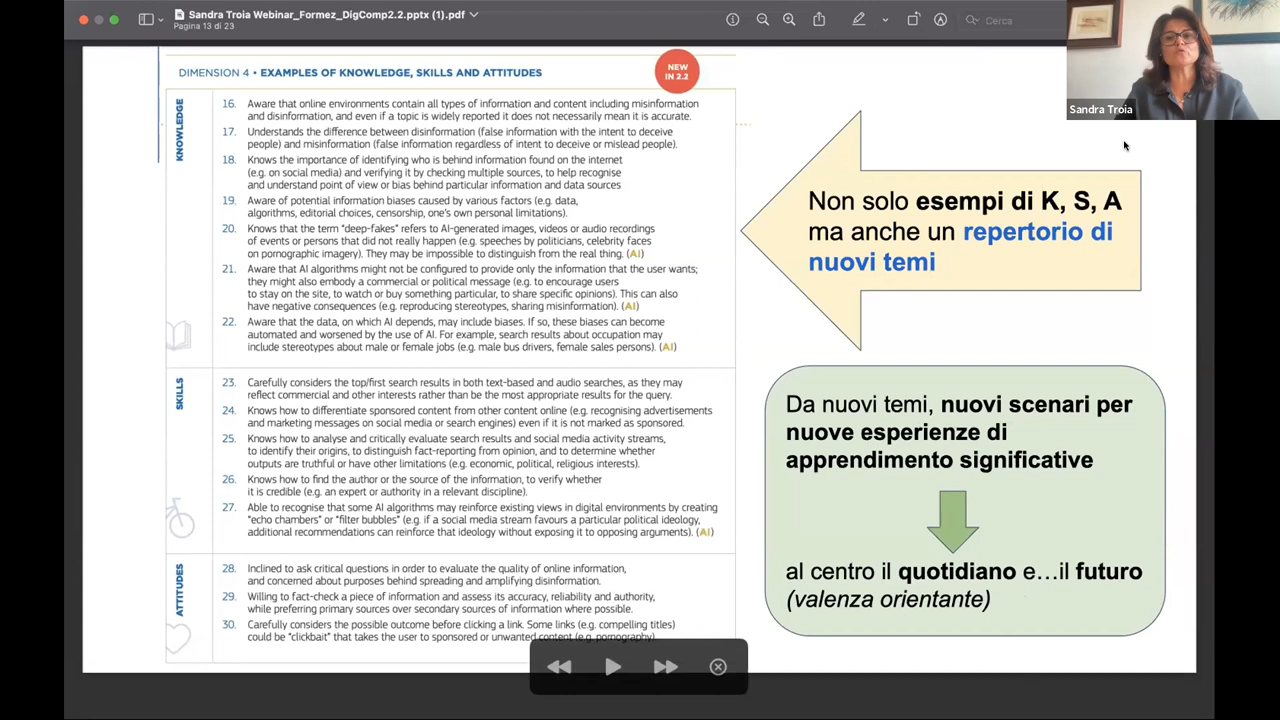 Sandra Troia Webinar_Formez_DigComp2.2.pptx (1).pdf
Pagina 13 di 23
Cerca
Sandra Troia
DIMENSION 4 • EXAMPLES OF KNOWLEDGE, SKILLS AND ATTITUDES
NEW
IN 2.2
KNOWLEDGE
16. Aware that online environments contain all types of information and content including misinformation
and disinformation, and even if a topic is widely reported it does not necessarily mean it is accurate.
17. Understands the difference between disinformation (false information with the intent to deceive
people) and misinformation (false information regardless of intent to deceive or mislead people).
18. Knows the importance of identifying who is behind information found on the internet
(e.g. on social media) and verifying it by checking multiple sources, to help recognise
and understand point of view or bias behind particular information and data sources
19. Aware of potential information biases caused by various factors (e.g. data,
algorithms, editorial choices, censorship, one's own personal limitations).
20. Knows that the term "deep-fakes" refers to AI-generated images, videos or audio recordings
of events or persons that did not really happen (e.g. speeches by politicians, celebrity faces
on pornographic imagery). They may be impossible to distinguish from the real thing. (AI)
21. Aware that AI algorithms might not be configured to provide only the information that the user wants;
they might also embody a commercial or political message (e.g. to encourage users
to stay on the site, to watch or buy something particular, to share specific opinions). This can also
have negative consequences (e.g. reproducing stereotypes, sharing misinformation). (AI)
22. Aware that the data, on which AI depends, may include biases. If so, these biases can become
automated and worsened by the use of AI. For example, search results about occupation may
include stereotypes about male or female jobs (e.g. male bus drivers, female sales persons). (AI)
SKILLS
23. Carefully considers the top/first search results in both text-based and audio searches, as they may
reflect commercial and other interests rather than be the most appropriate results for the query.
24. Knows how to differentiate sponsored content from other content online (e.g. recognising advertisements
and marketing messages on social media or search engines) even if it is not marked as sponsored.
25. Knows how to analyse and critically evaluate search results and social media activity streams,
to identify their origins, to distinguish fact-reporting from opinion, and to determine whether
outputs are truthful or have other limitations (e.g. economic, political, religious interests).
26. Knows how to find the author or the source of the information, to verify whether
it is credible (e.g. an expert or authority in a relevant discipline).
27. Able to recognise that some AI algorithms may reinforce existing views in digital environments by creating
"echo chambers" or "filter bubbles" (e.g. if a social media stream favours a particular political ideology,
additional recommendations can reinforce that ideology without exposing it to opposing arguments). (AI)
ATTITUDES
28. Inclined to ask critical questions in order to evaluate the quality of online information,
and concerned about purposes behind spreading and amplifying disinformation.
29. Willing to fact-check a piece of information and assess its accuracy, reliability and authority,
while preferring primary sources over secondary sources of information where possible.
30. Carefully considers the possible outcome before clicking a link. Some links (e.g. compelling titles)
could be "clickbait" that takes the user to sponsored or unwanted content (e.g. pornography).
Non solo esempi di K, S, A
ma anche un repertorio di
nuovi temi
Da nuovi temi, nuovi scenari per
nuove esperienze di
apprendimento significative
al centro il quotidiano e…il futuro
(valenza orientante)